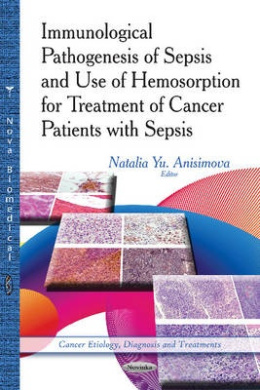 Immunological
Pathogenesis of Sepsis
and Use of Hemosorption
for Treatment of Cancer
Patients with Sepsis
Natalia Yu. Anisimova
Editor
Nova Biomedical
Cancer Etiology, Diagnosis and Treatments
Novinka